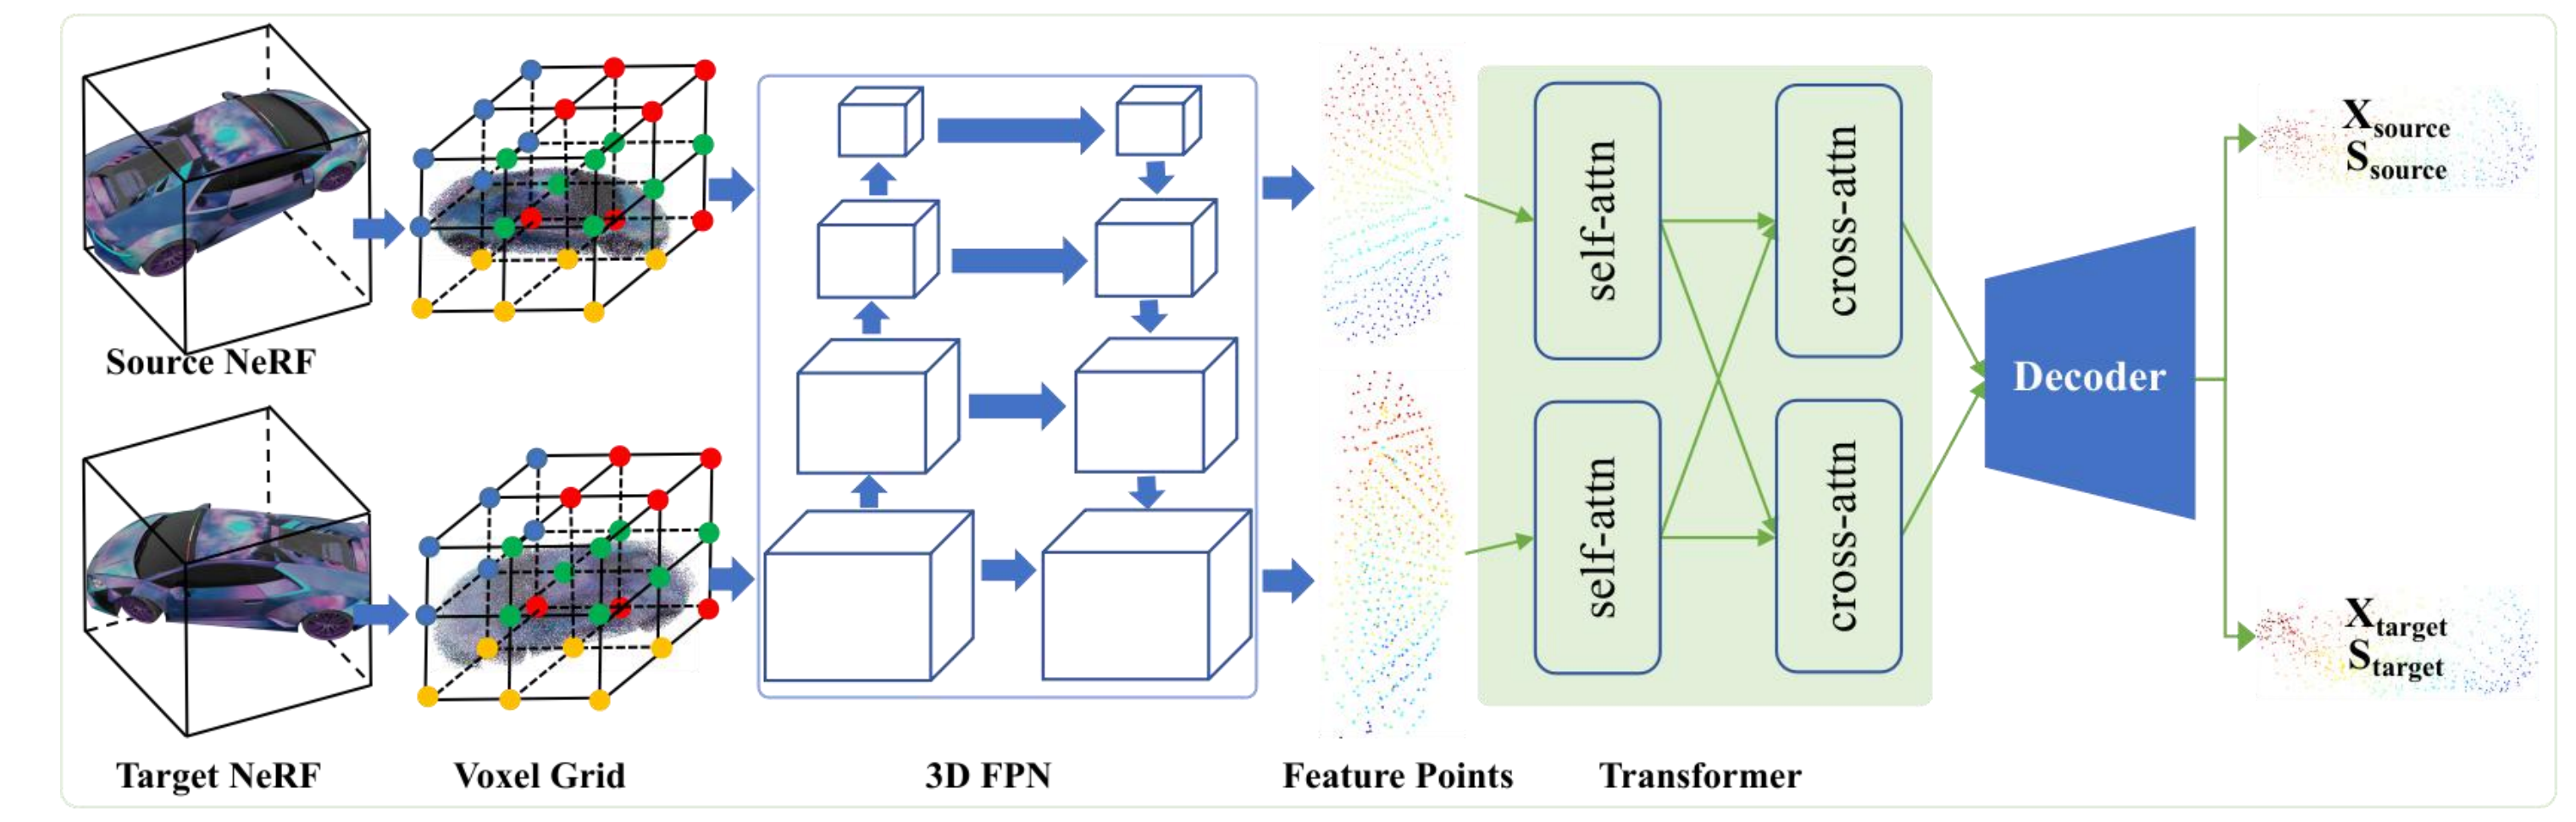 Source NeRF
Target NeRF
Voxel Grid
3D FPN
Feature Points
self-attn
self-attn
cross-attn
cross-attn
Transformer
Decoder
Xsource
Ssource
Xtarget
Starget